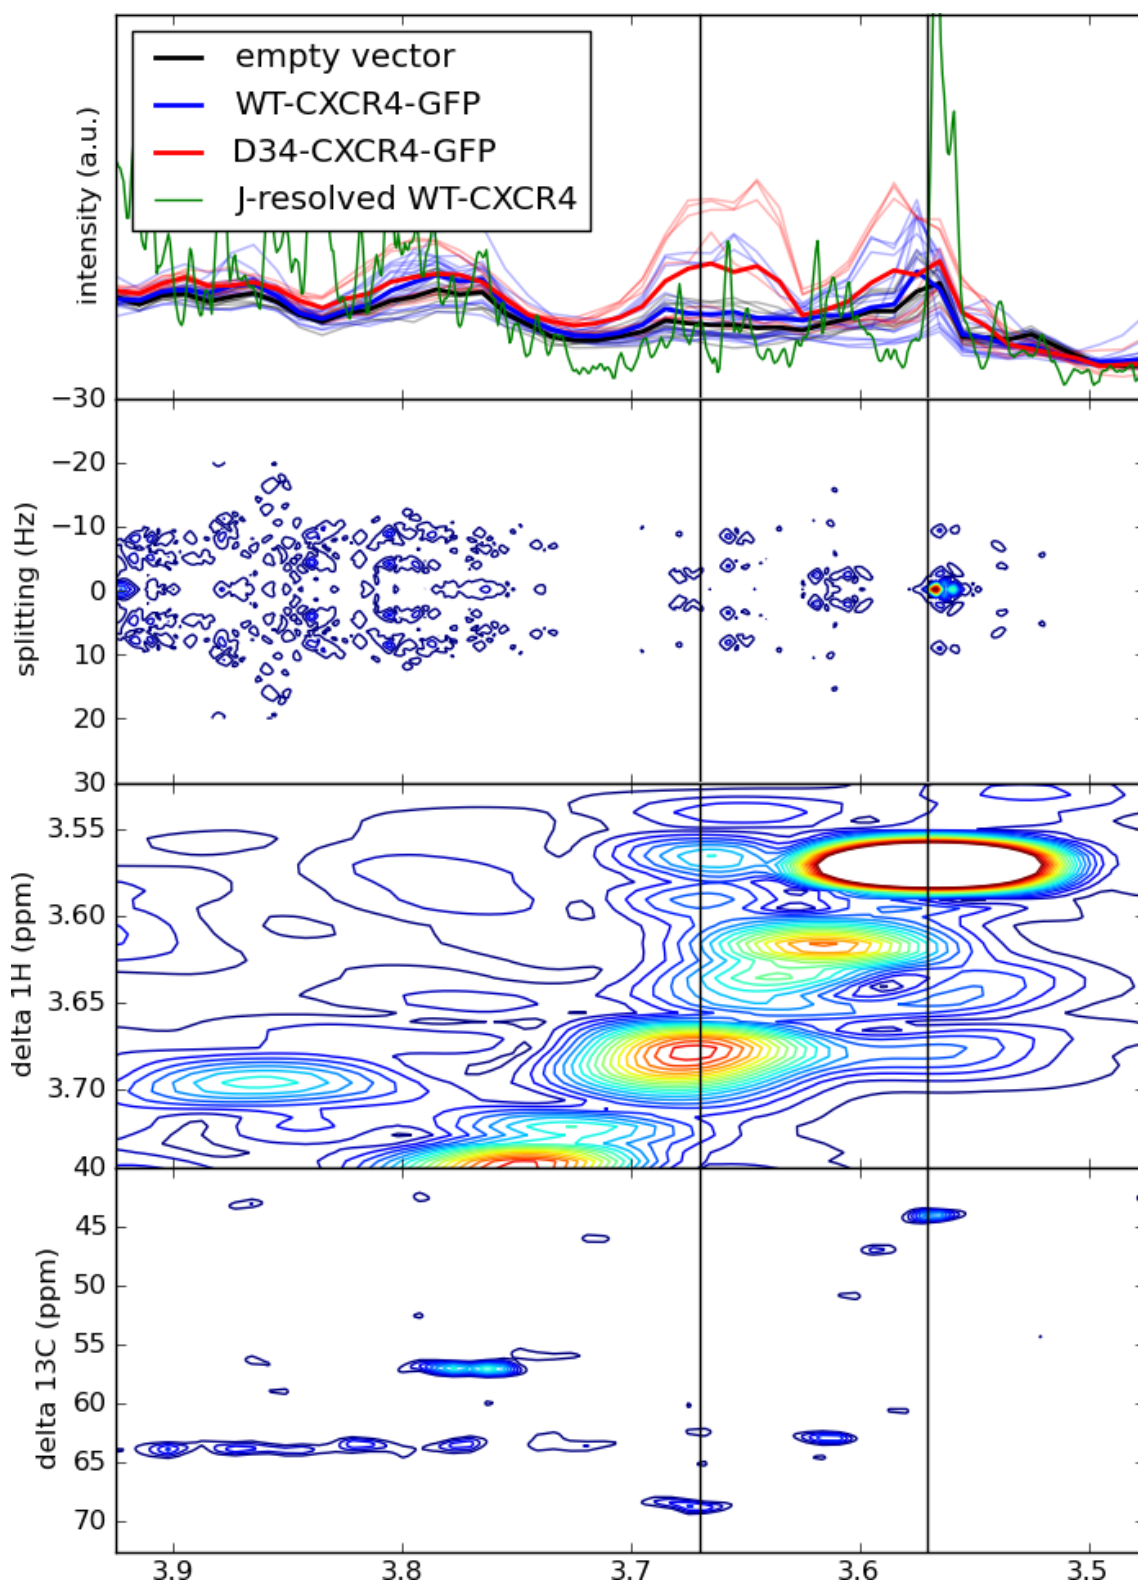 empty vector
WT-CXCR4-GFP
D34-CXCR4-GFP
J-resolved WT-CXCR4
intensity (a.u.)
−30
−20
−10
0
10
20
30
splitting (Hz)
3.55
3.60
3.65
3.70
delta 1H (ppm)
40
45
50
55
60
65
70
delta 13C (ppm)
3.9 3.8 3.7 3.6 3.5